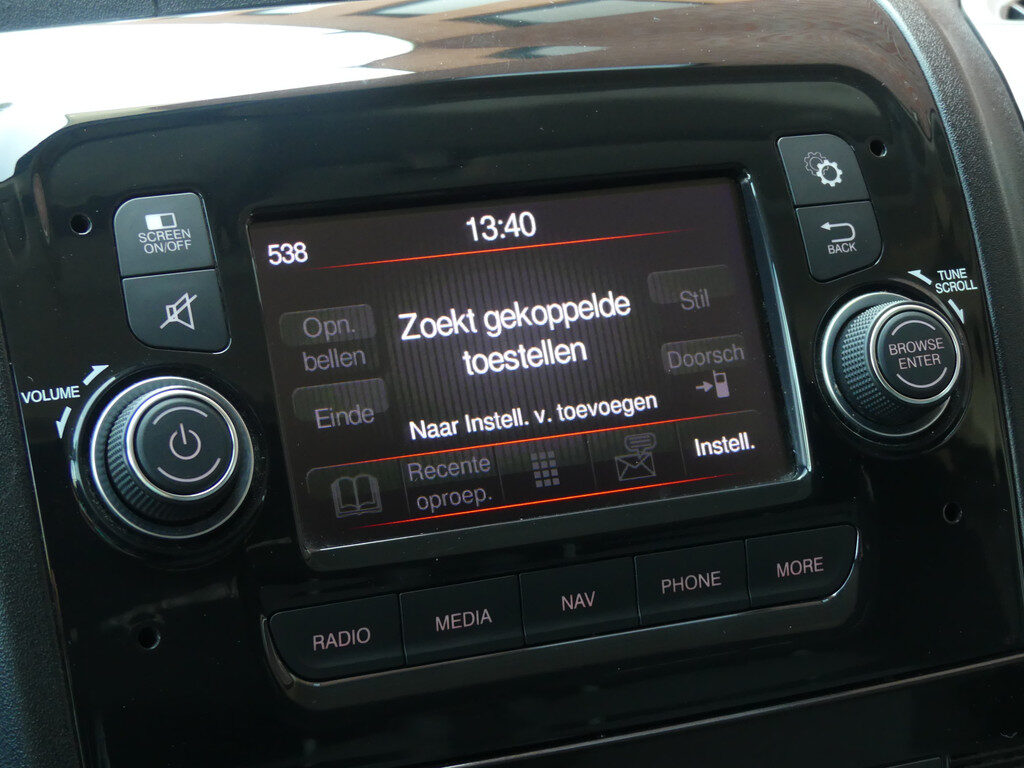 SCREEN
ON/OFF
VOLUME
538
13:40
Opn.
bellen
Einde
Zoekt gekoppelde
toestellen
Naar Instell. v. toevoegen
Stil
Doorsch
Recente
oproep.
Instell.
BACK
TUNE
SCROLL
BROWSE
ENTER
RADIO
MEDIA
NAV
PHONE
MORE